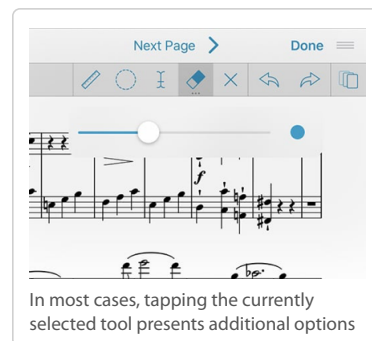 Next Page
Done
f
In most cases, tapping the currently
selected tool presents additional options